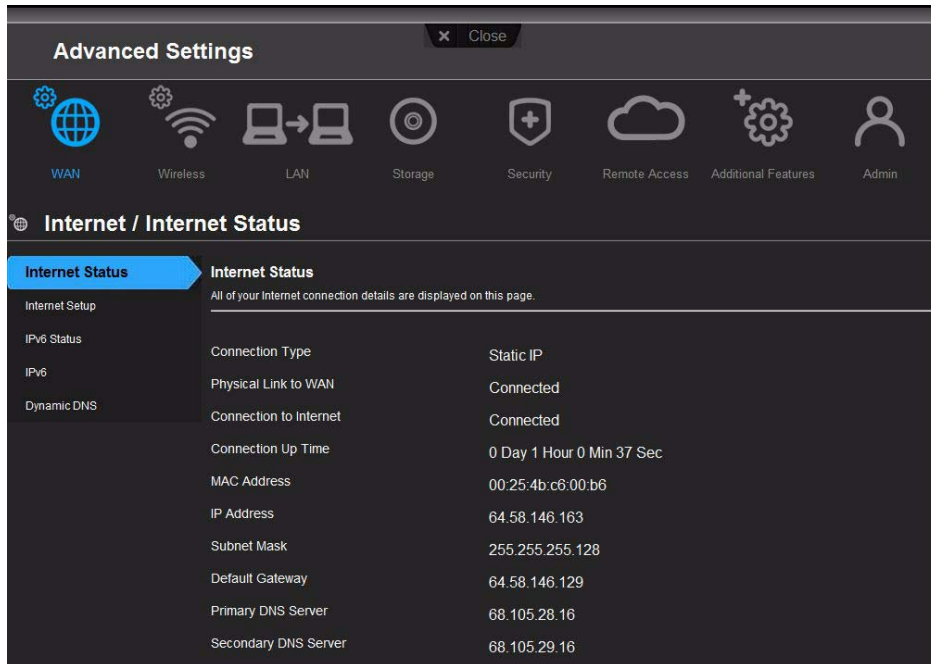 × Close
Advanced Settings
WAN Wireless LAN Storage Security Remote Access Additional Features Admin
Internet / Internet Status
Internet Status
Internet Setup
IPv6 Status
IPv6
Dynamic DNS
Internet Status
All of your Internet connection details are displayed on this page.
Connection Type Static IP
Physical Link to WAN Connected
Connection to Internet Connected
Connection Up Time 0 Day 1 Hour 0 Min 37 Sec
MAC Address 00:25:4b:c6:00:b6
IP Address 64.58.146.163
Subnet Mask 255.255.255.128
Default Gateway 64.58.146.129
Primary DNS Server 68.105.28.16
Secondary DNS Server 68.105.29.16